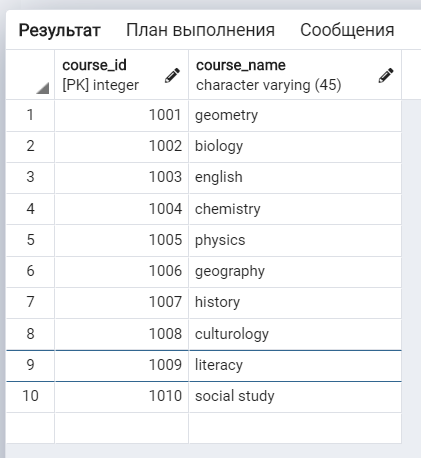 Результат План выполнения Сообщения
course_id course_name
[PK] integer character varying (45)
1 1001 geometry
2 1002 biology
3 1003 english
4 1004 chemistry
5 1005 physics
6 1006 geography
7 1007 history
8 1008 culturology
9 1009 literacy
10 1010 social study